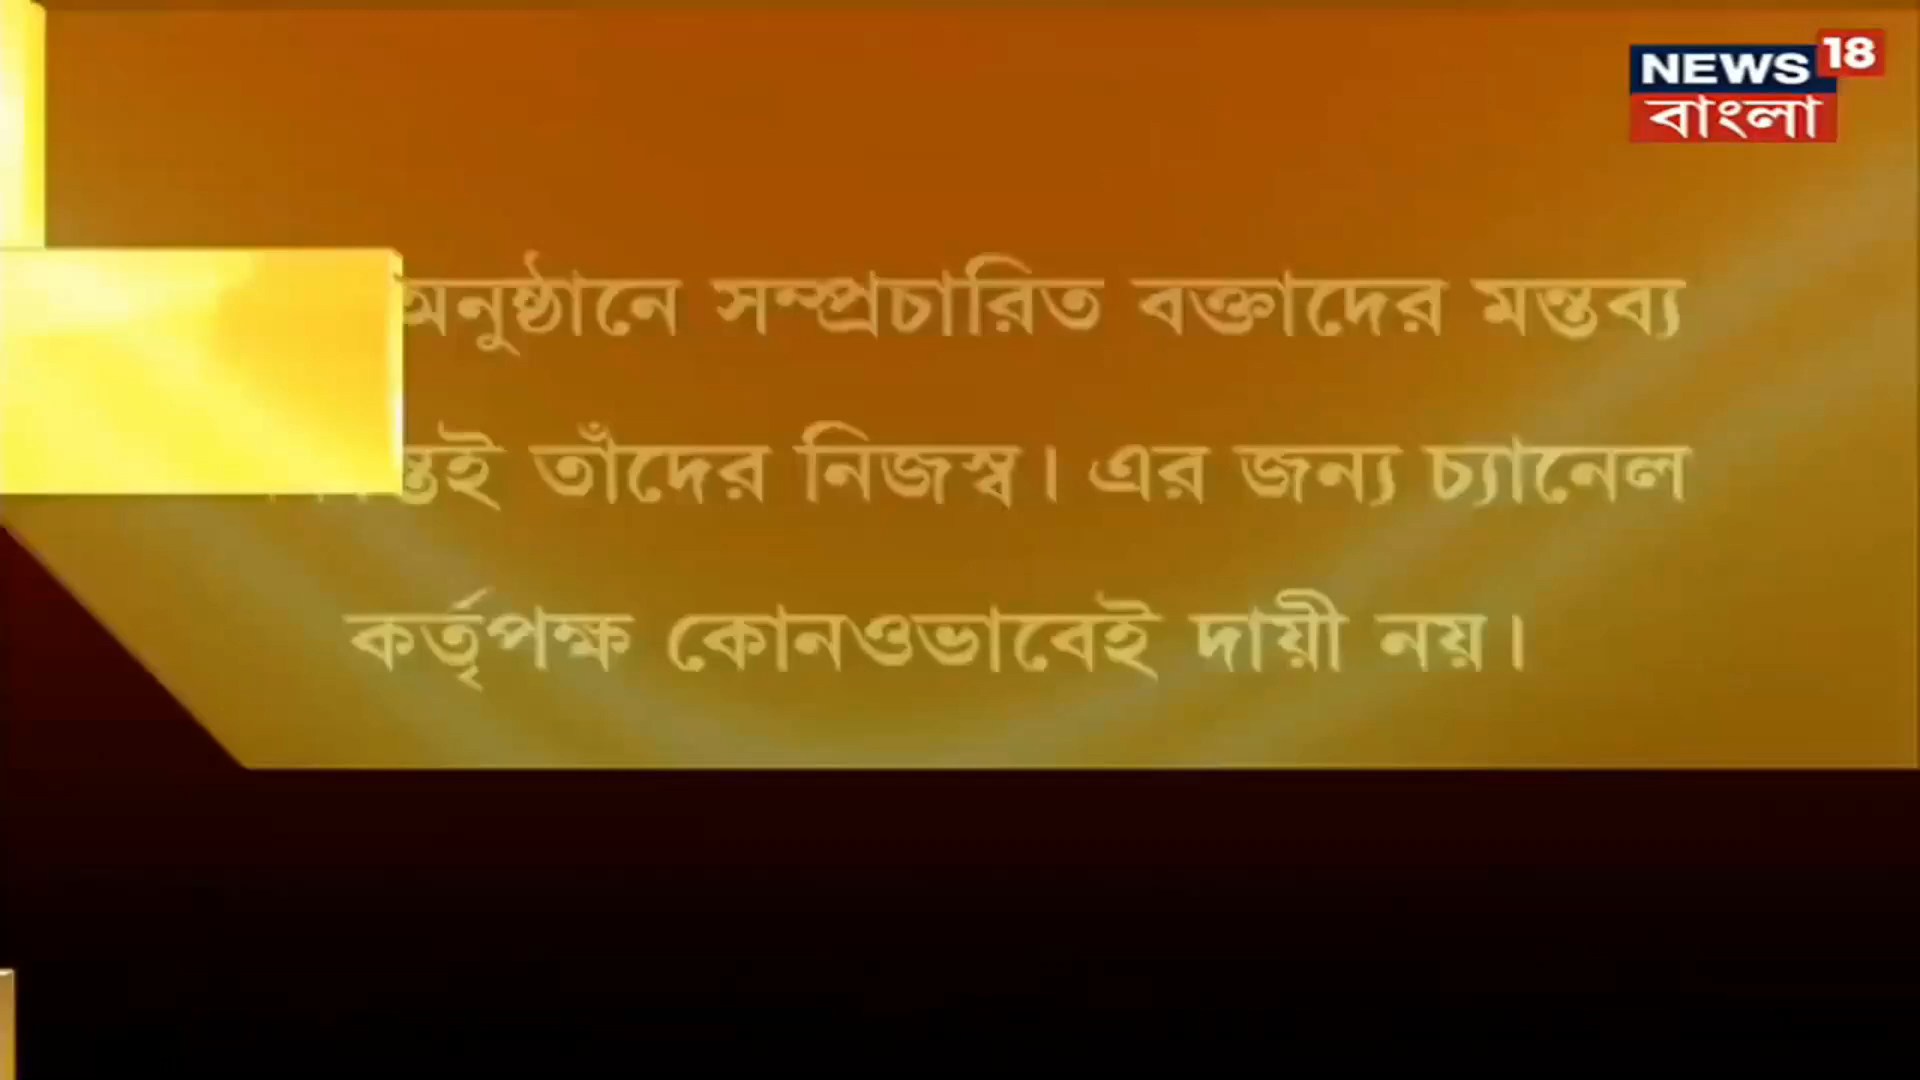 NEWS 18
বাংলা
অনুষ্ঠানে সম্প্রচারিত বক্তাদের মন্তব্য
তাঁদের নিজস্ব। এর জন্য চ্যানেল
কর্তৃপক্ষ কোনওভাবেই দায়ী নয়।